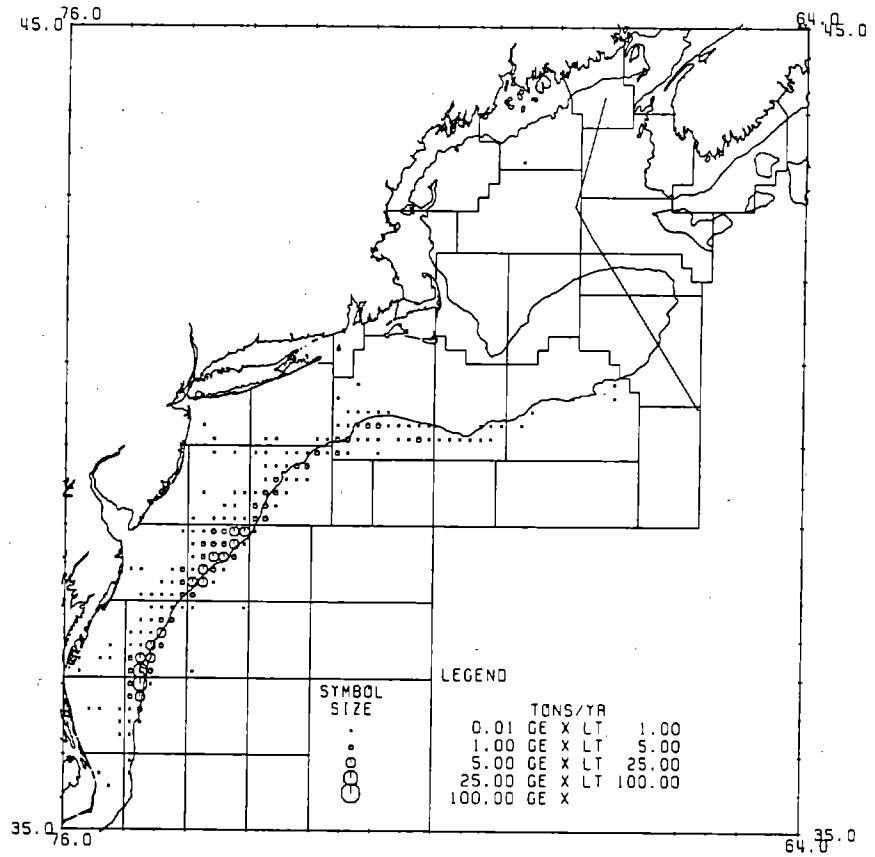 76.0 64.0
45.0 45.0
LEGEND
SYMBOL
SIZE
TONS/YR
0.01 GE X LT 1.00
1.00 GE X LT 5.00
5.00 GE X LT 25.00
25.00 GE X LT 100.00
100.00 GE X
35.0 35.0
76.0 64.0